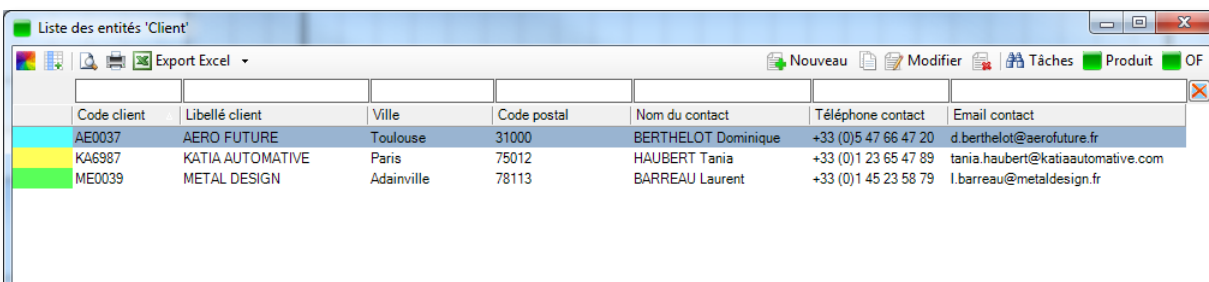 Liste des entités 'Client'
Export Excel Nouveau Modifier Tâches Produit OF
Code client Libellé client Ville Code postal Nom du contact Téléphone contact Email contact
AE0037 AERO FUTURE Toulouse 31000 BERTHELOT Dominique +33 (0)5 47 66 47 20 d.berthelot@aerofuture.fr
KA6987 KATIA AUTOMATIVE Paris 75012 HAUBERT Tania +33 (0)1 23 65 47 89 tania.haubert@katiaautomative.com
ME0039 METAL DESIGN Adainville 78113 BARREAU Laurent +33 (0)1 45 23 58 79 l.barreau@metaldesign.fr